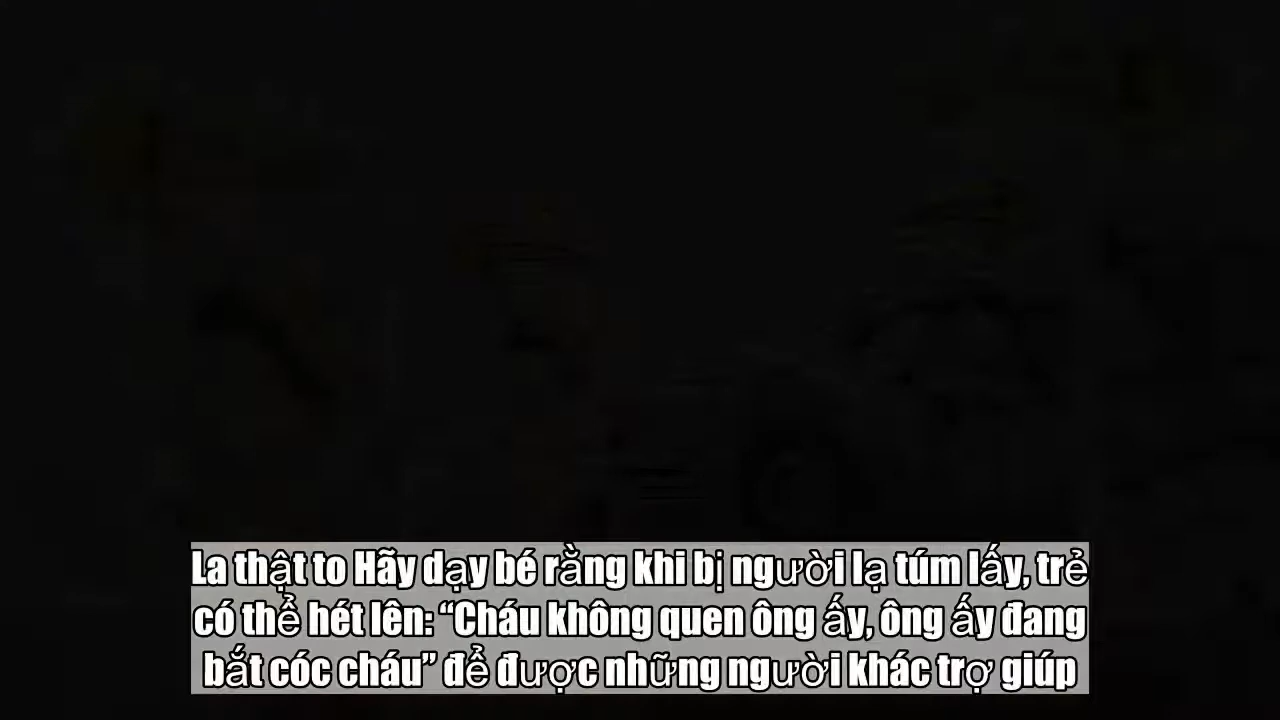 La thật to Hãy dạy bé rằng khi bị người lạ túm lấy, trẻ
có thể hét lên: “Cháu không quen ông ấy, ông ấy đang
bắt cóc cháu” để được những người khác trợ giúp